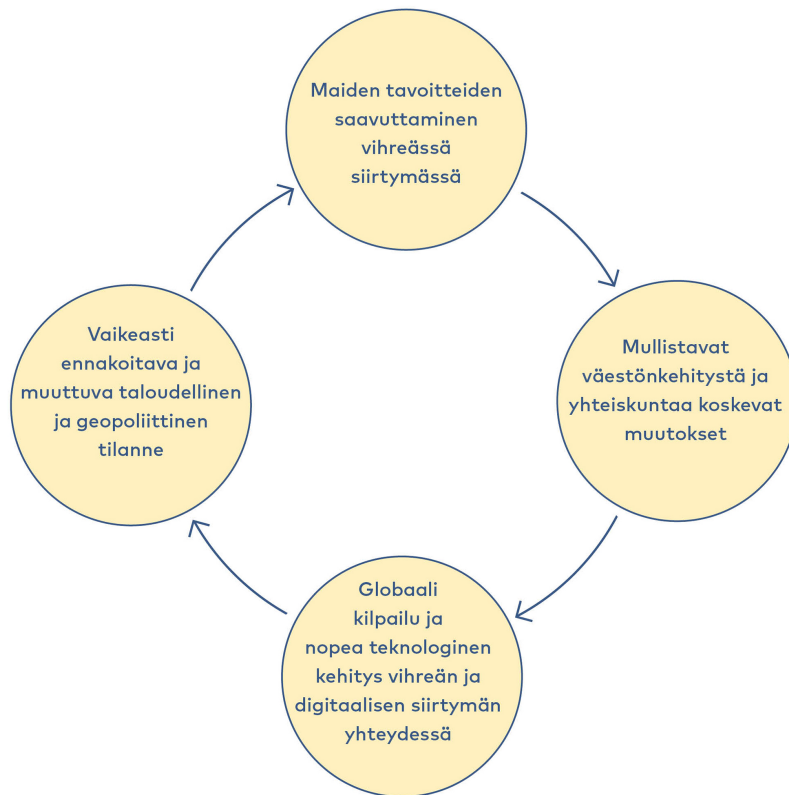 Maiden tavoitteiden
saavuttaminen
vihreässä
siirtymässä
Mullistavat
väestönkehitystä ja
yhteiskuntaa koskevat
muutokset
Globaali
kilpailu ja
nopea teknologinen
kehitys vihreän ja
digitaalisen siirtymän
yhteydessä
Vaikeasti
ennakoitava ja
muuttuva taloudellinen
ja geopoliittinen
tilanne